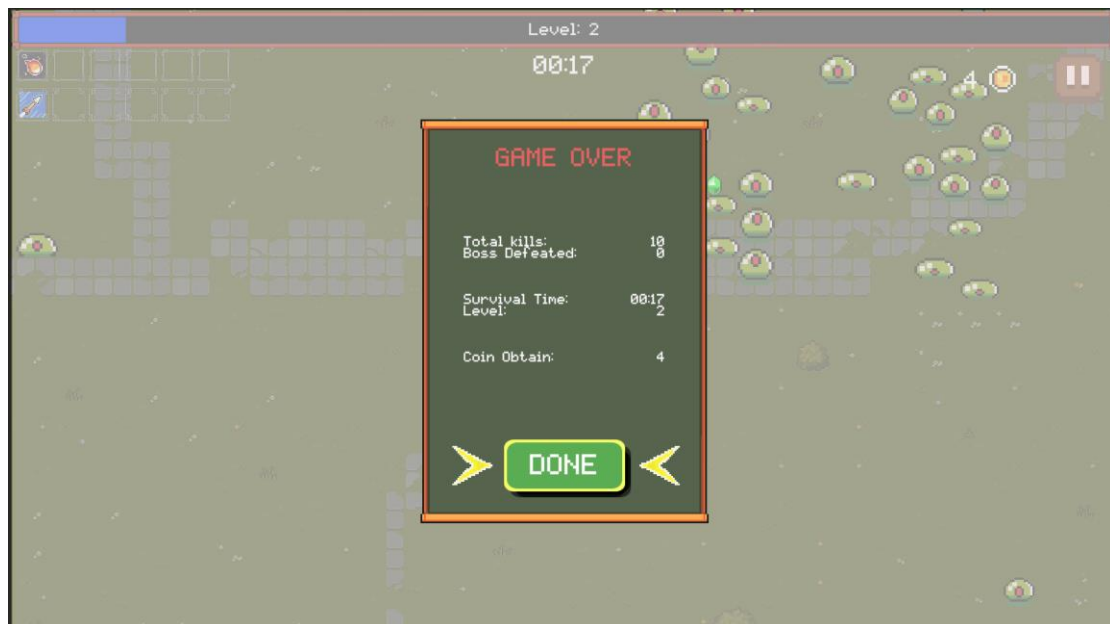 Level: 2
00:17
4
GAME OVER
Total kills: 10
Boss Defeated: 0
Survival Time: 00:17
Level: 2
Coin Obtain: 4
DONE